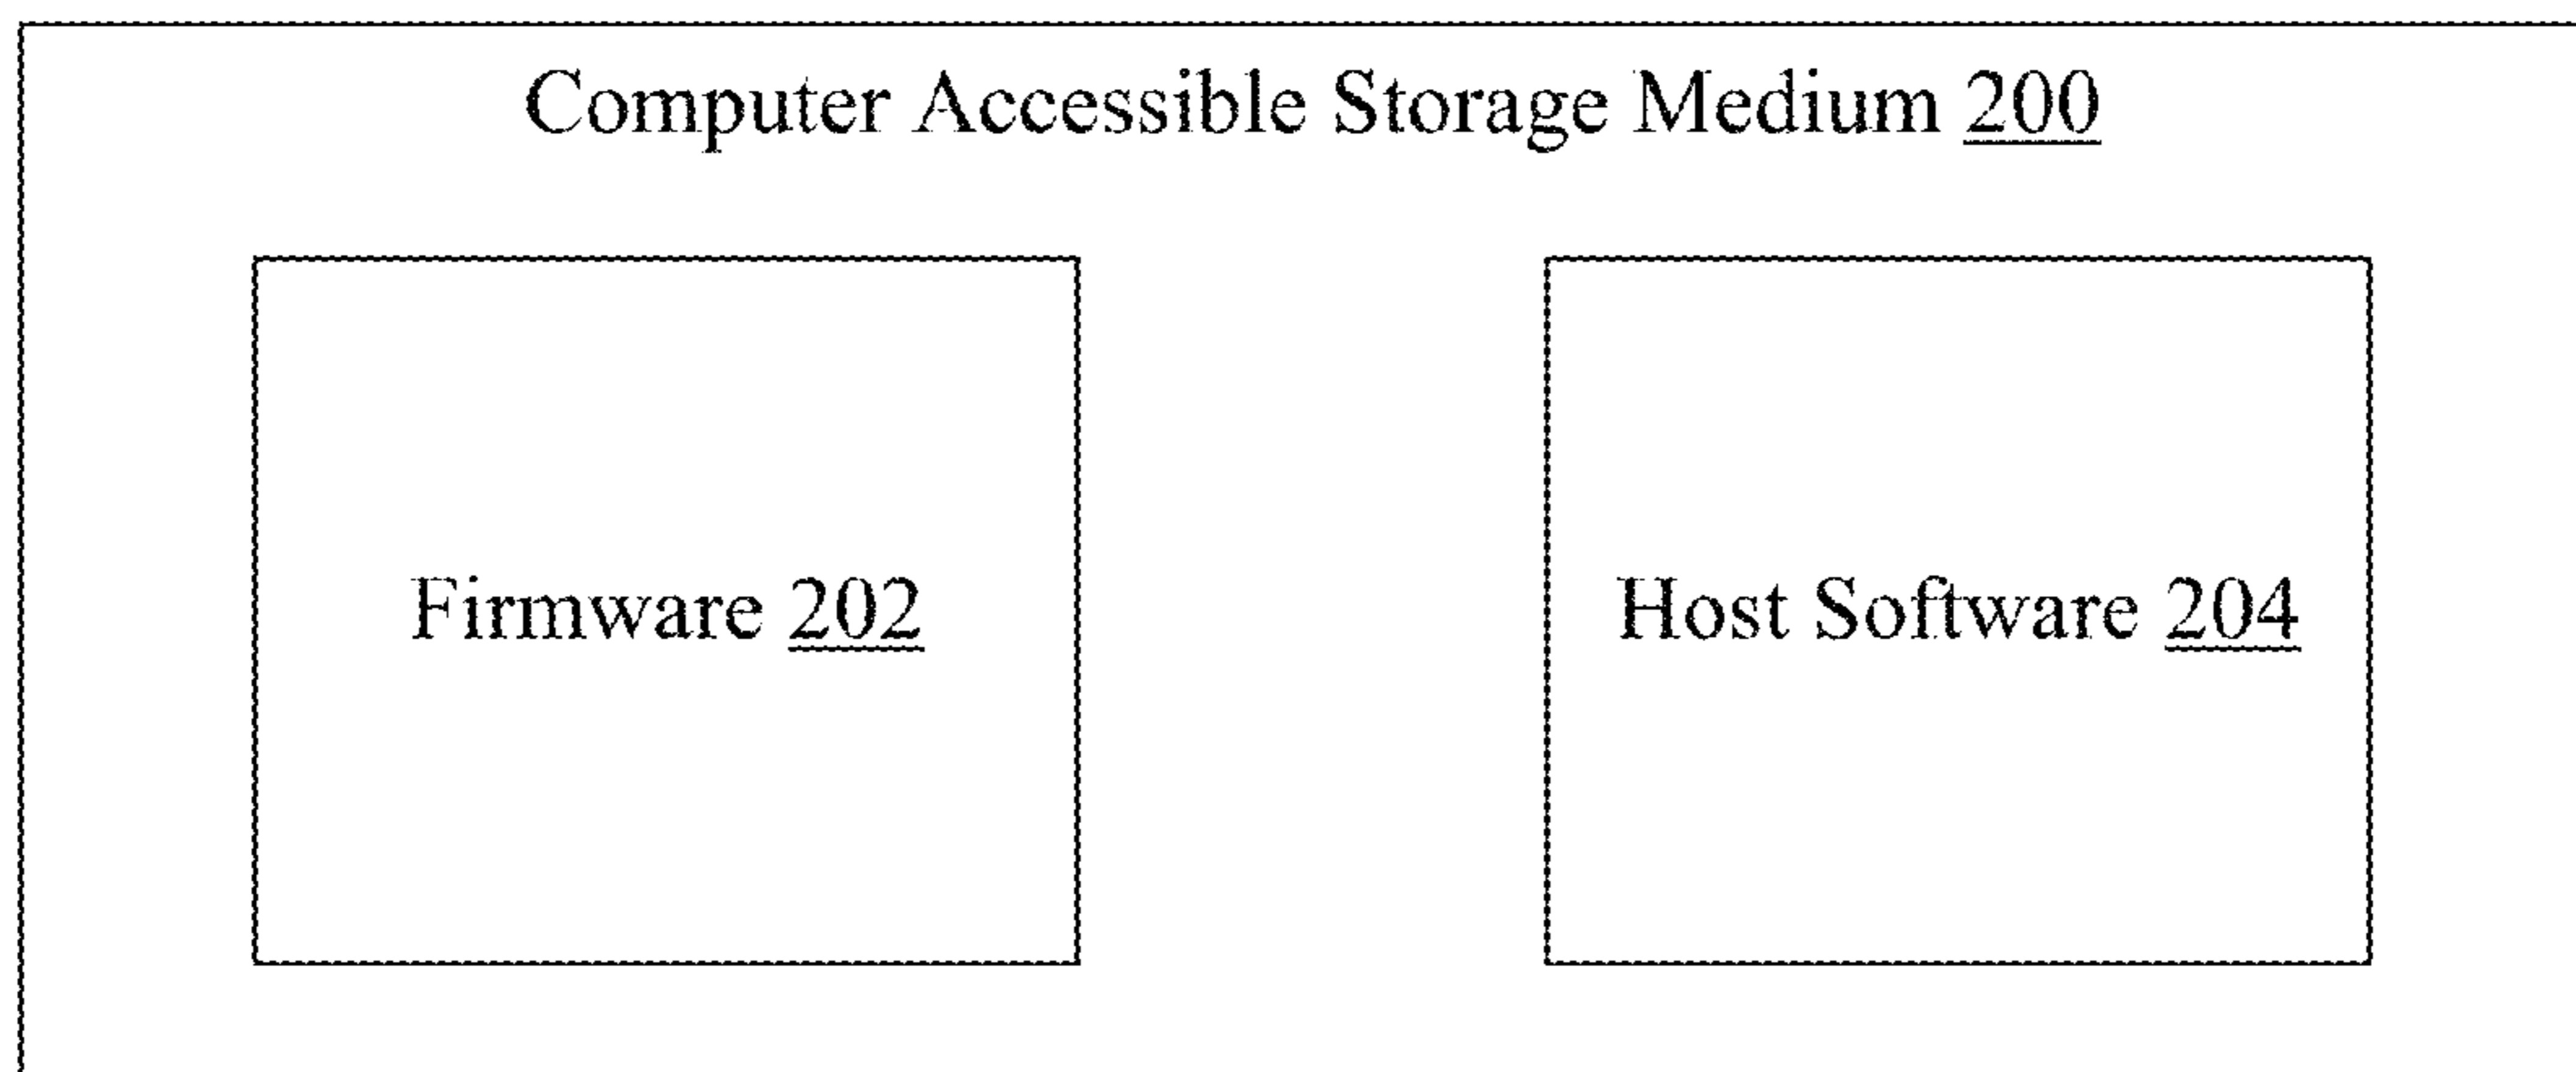 Computer Accessible Storage Medium 200
Firmware 202
Host Software 204